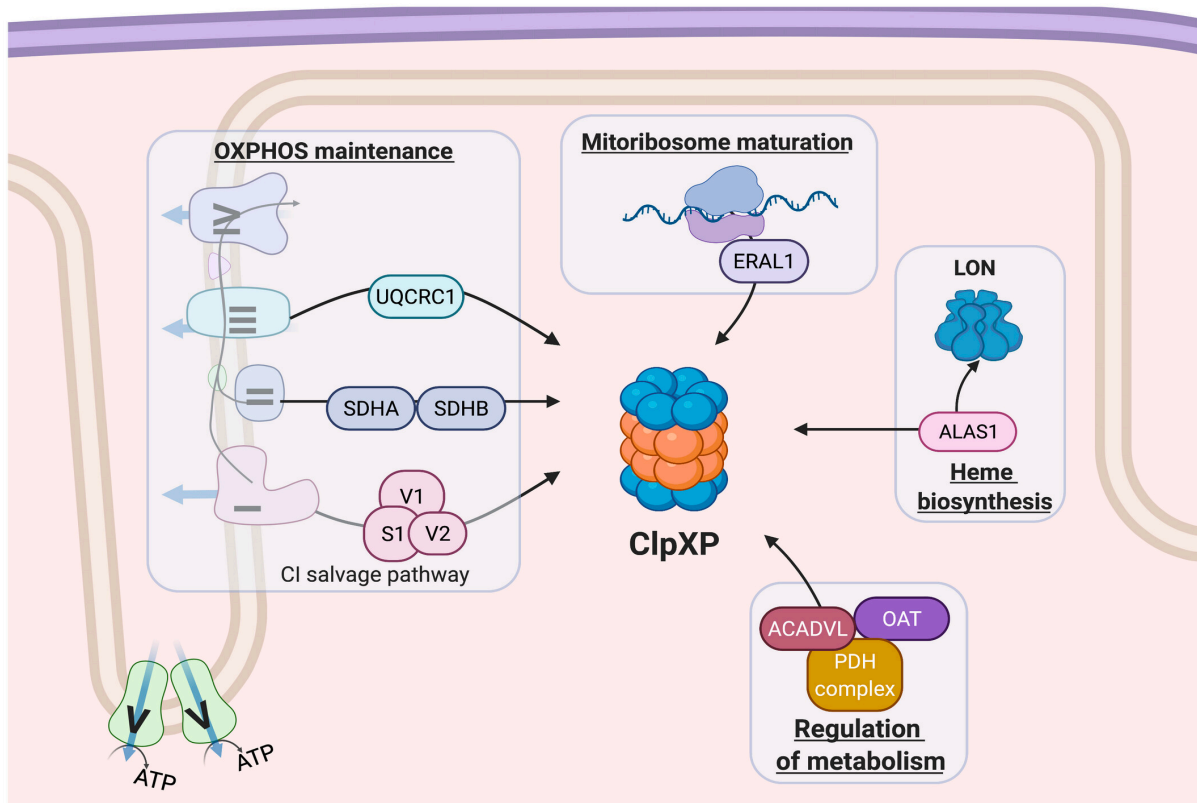 OXPHOS maintenance
IV
III
UQCRC1
II
SDHA
SDHB
I
V1
S1
V2
CI salvage pathway
V
V
ATP
ATP
Mitoribosome maturation
ERAL1
ClpXP
LON
ALAS1
Heme
biosynthesis
ACADVL
OAT
PDH
complex
Regulation
of metabolism